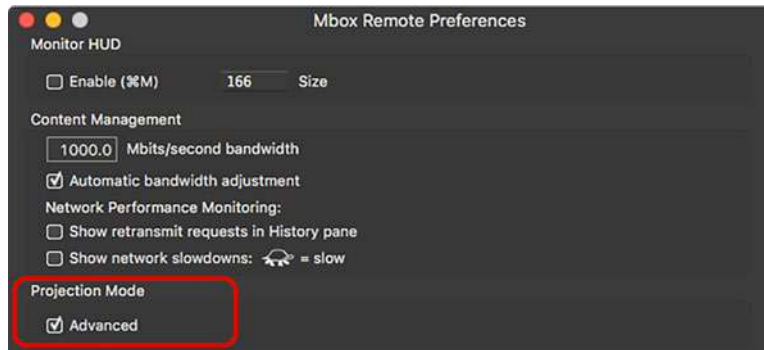 Mbox Remote Preferences
Monitor HUD
Enable (⌘M) 166 Size
Content Management
1000.0 Mbits/second bandwidth
Automatic bandwidth adjustment
Network Performance Monitoring:
Show retransmit requests in History pane
Show network slowdowns: = slow
Projection Mode
Advanced